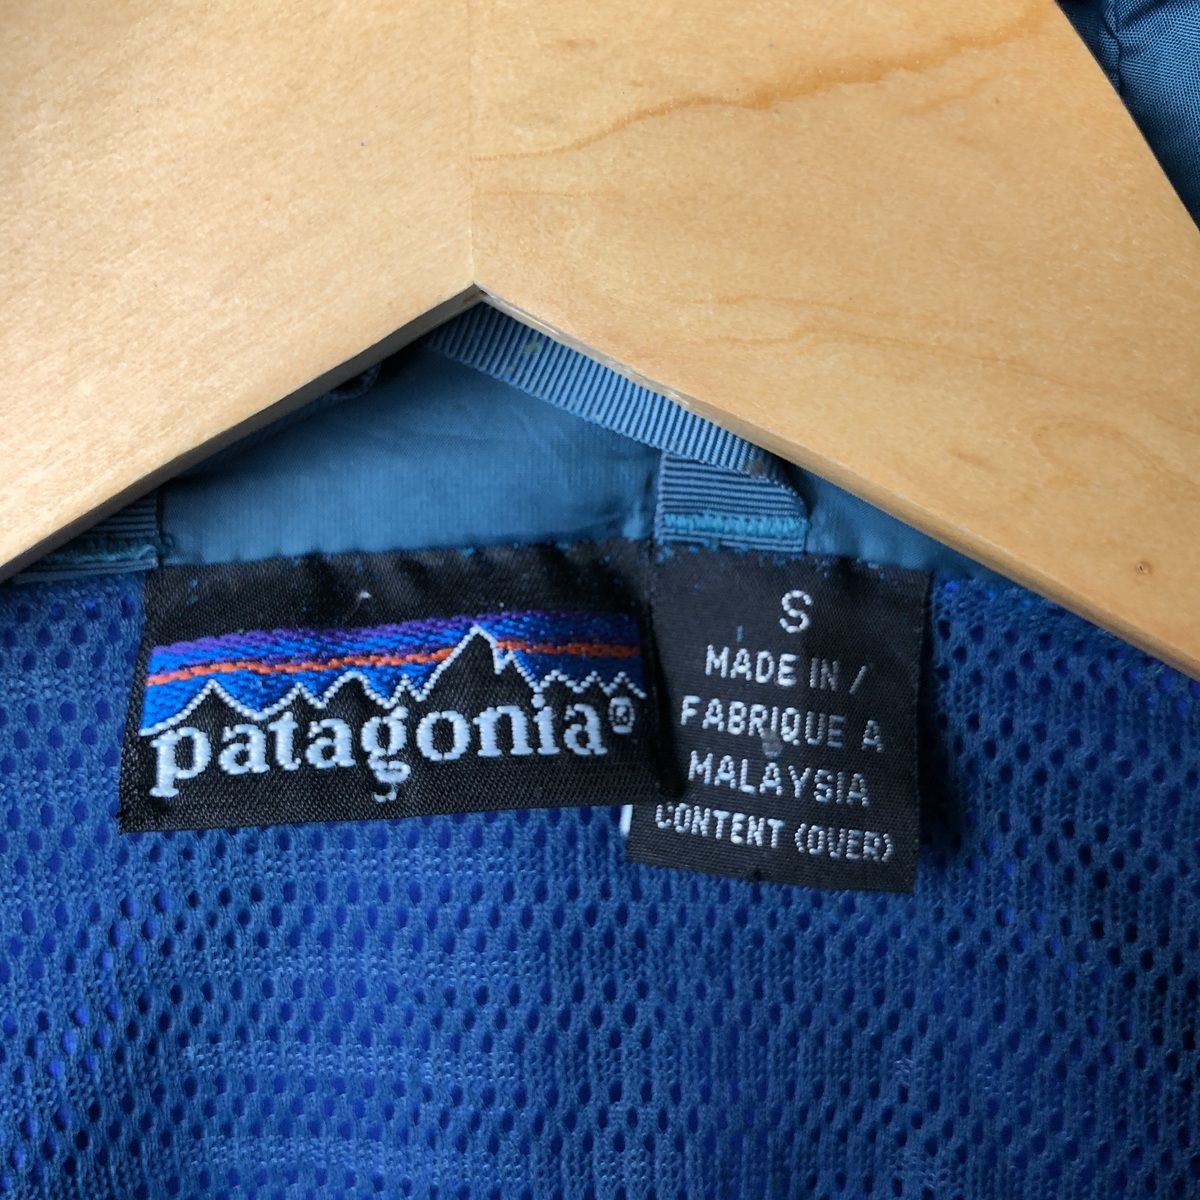 patagonia®
S
MADE IN /
FABRIQUE A
MALAYSIA
CONTENT (OVER)